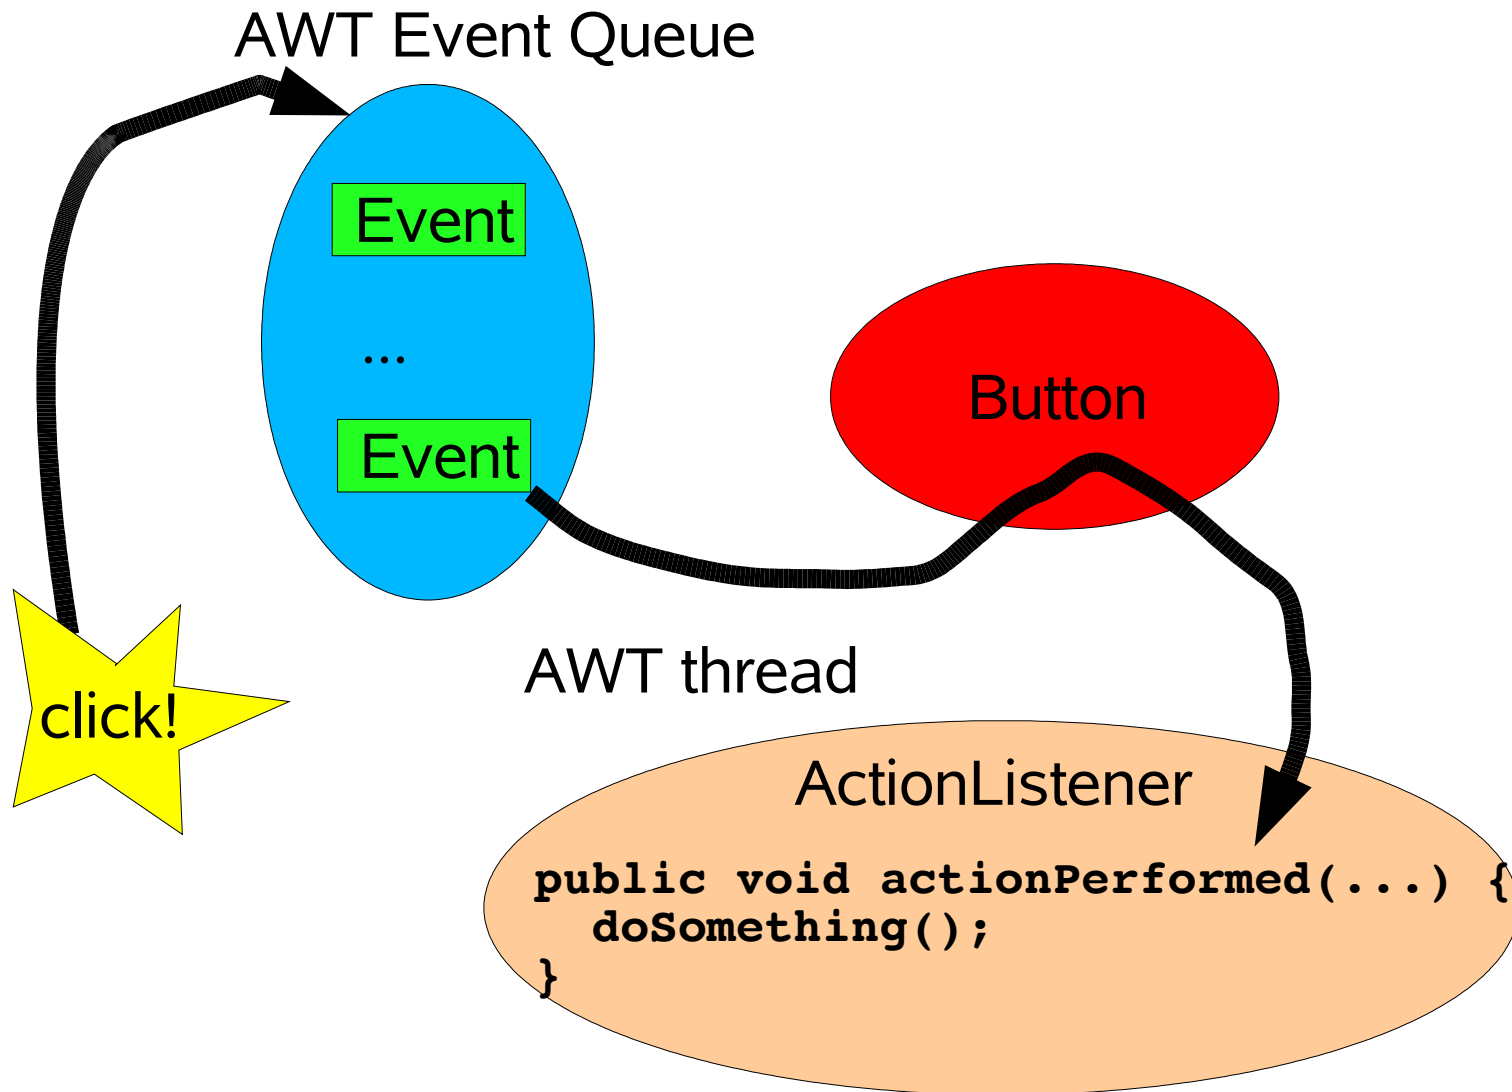 AWT Event Queue
Event
...
Event
Button
click!
AWT thread
ActionListener
public void actionPerformed(...) {
  doSomething();
}